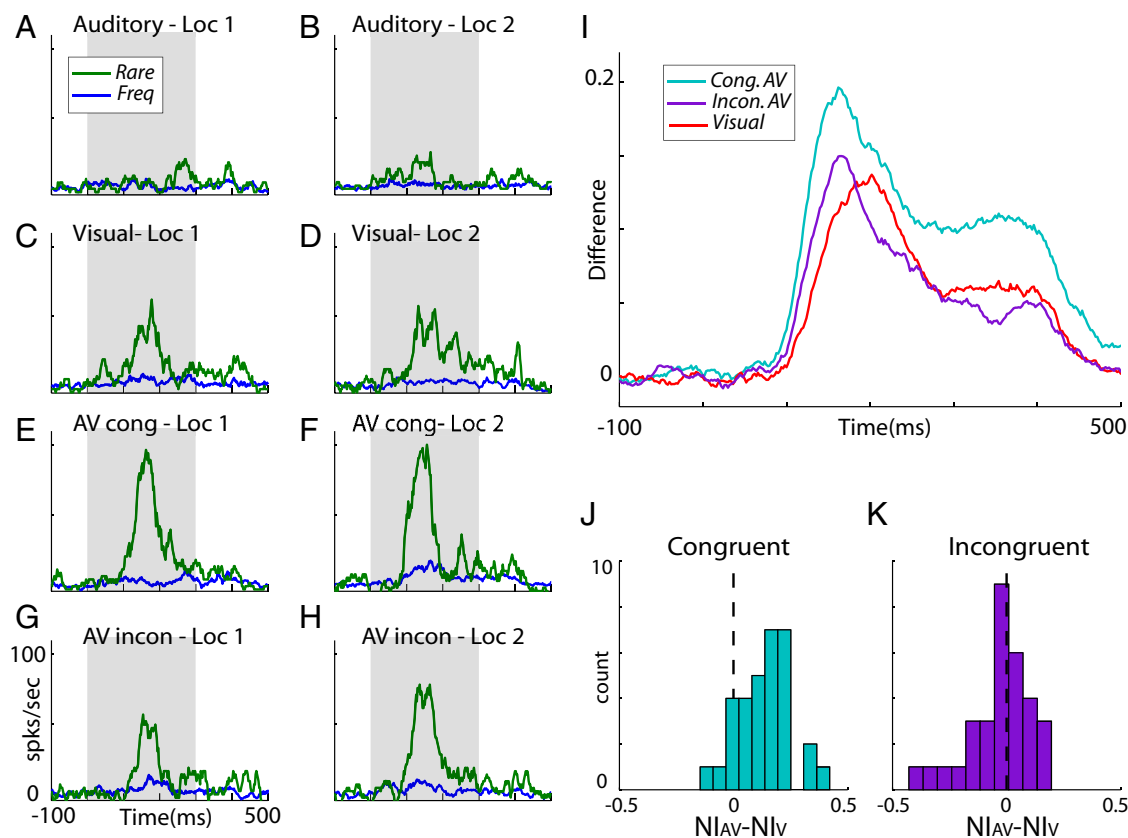 A
Auditory - Loc 1
Rare
Freq
B
Auditory - Loc 2
C
Visual- Loc 1
D
Visual- Loc 2
E
AV cong - Loc 1
F
AV cong- Loc 2
G
AV incon - Loc 1
100
spks/sec
0
-100
Time(ms)
500
H
AV incon - Loc 2
I
0.2
Cong. AV
Incon. AV
Visual
Difference
0
-100
Time(ms)
500
J
Congruent
10
count
0
-0.5
0
0.5
NIAV-NIV
K
Incongruent
-0.5
0
0.5
NIAV-NIV